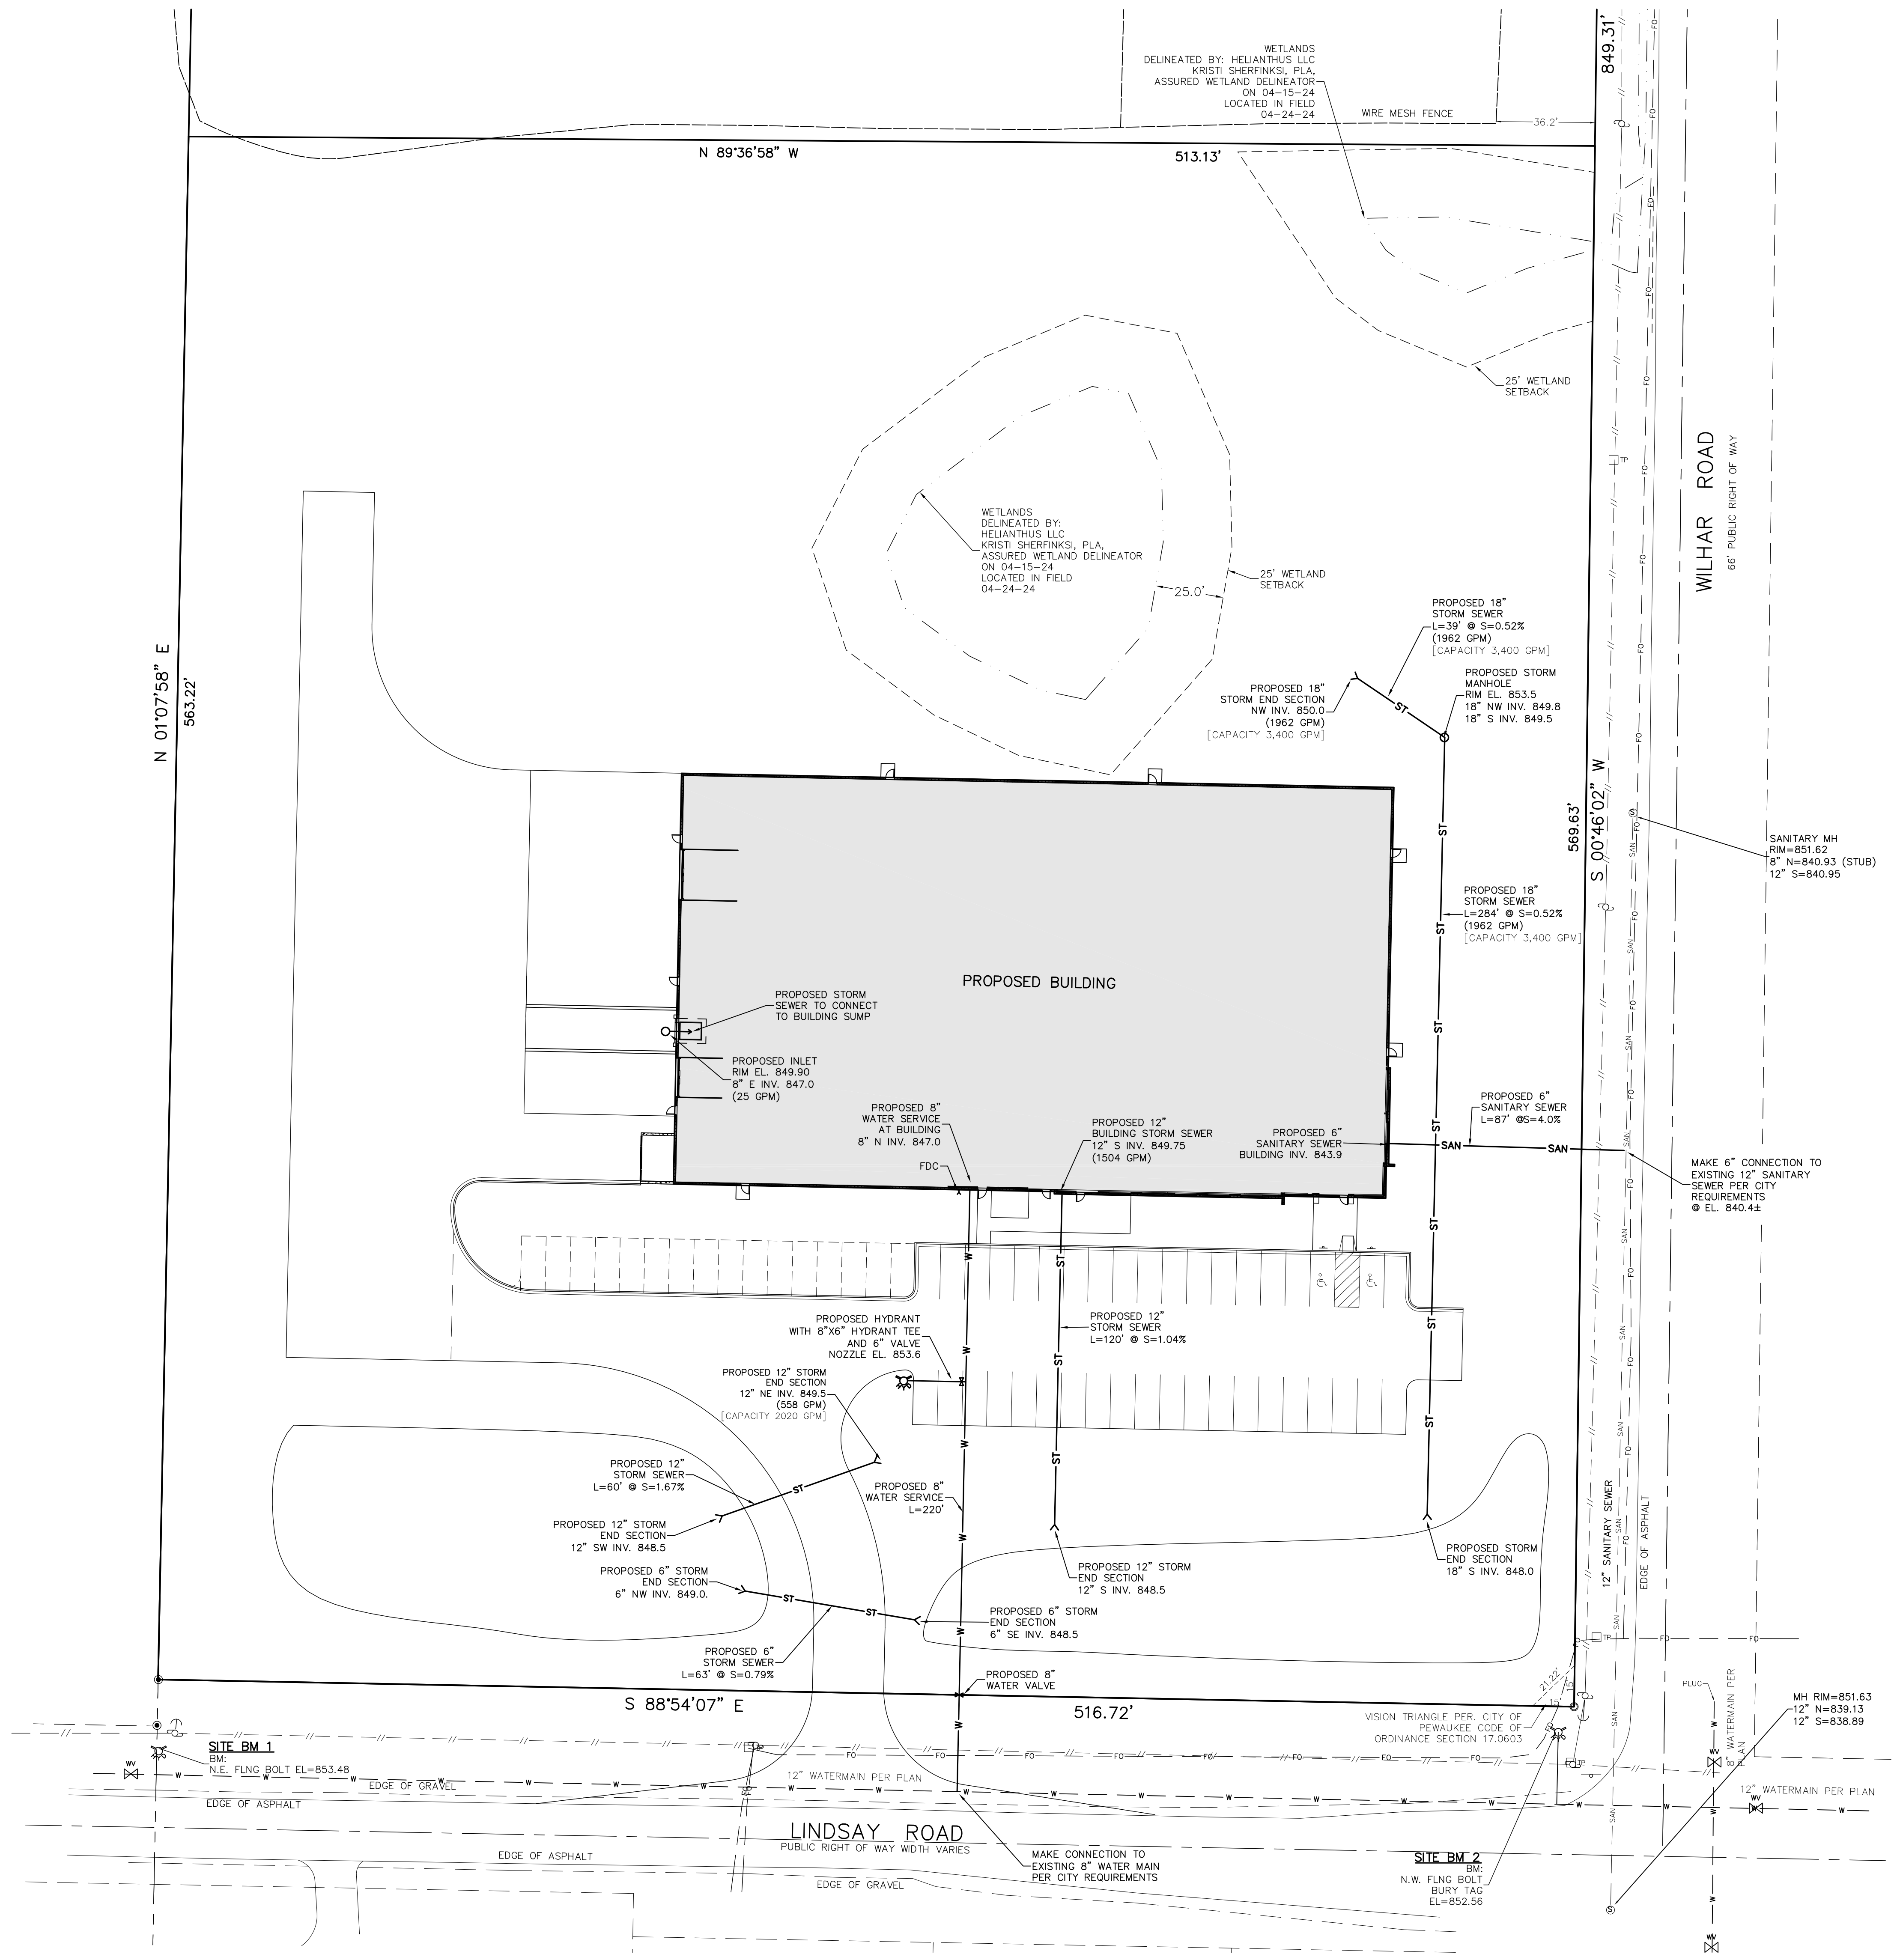 WETLANDS
DELINEATED BY: HELIANTHUS LLC
KRISTI SHERFINKSI, PLA,
ASSURED WETLAND DELINEATOR
ON 04-15-24
LOCATED IN FIELD
04-24-24
WIRE MESH FENCE
36.2'
849.31'
N 89°36'58" W
513.13'
25' WETLAND
SETBACK
WILHAR ROAD
66' PUBLIC RIGHT OF WAY
TP
WETLANDS
DELINEATED BY:
HELIANTHUS LLC
KRISTI SHERFINKSI, PLA,
ASSURED WETLAND DELINEATOR
ON 04-15-24
LOCATED IN FIELD
04-24-24
25.0'
25' WETLAND
SETBACK
N 01°07'58" E
563.22'
PROPOSED 18"
STORM SEWER
L=39' @ S=0.52%
(1962 GPM)
[CAPACITY 3,400 GPM]
PROPOSED 18"
STORM END SECTION
NW INV. 850.0
(1962 GPM)
[CAPACITY 3,400 GPM]
PROPOSED STORM
MANHOLE
RIM EL. 853.5
18" NW INV. 849.8
18" S INV. 849.5
569.63'
S 00°46'02" W
SANITARY MH
RIM=851.62
8" N=840.93 (STUB)
12" S=840.95
PROPOSED 18"
STORM SEWER
L=284' @ S=0.52%
(1962 GPM)
[CAPACITY 3,400 GPM]
PROPOSED BUILDING
PROPOSED STORM
SEWER TO CONNECT
TO BUILDING SUMP
PROPOSED INLET
RIM EL. 849.90
8" E INV. 847.0
(25 GPM)
PROPOSED 8"
WATER SERVICE
AT BUILDING
8" N INV. 847.0
FDC
PROPOSED 12"
BUILDING STORM SEWER
12" S INV. 849.75
(1504 GPM)
PROPOSED 6"
SANITARY SEWER
BUILDING INV. 843.9
PROPOSED 6"
SANITARY SEWER
L=87' @S=4.0%
SAN
SAN
MAKE 6" CONNECTION TO
EXISTING 12" SANITARY
SEWER PER CITY
REQUIREMENTS
@ EL. 840.4±
PROPOSED HYDRANT
WITH 8"X6" HYDRANT TEE
AND 6" VALVE
NOZZLE EL. 853.6
PROPOSED 12"
STORM SEWER
L=120' @ S=1.04%
PROPOSED 12" STORM
END SECTION
12" NE INV. 849.5
(558 GPM)
[CAPACITY 2020 GPM]
PROPOSED 12"
STORM SEWER
L=60' @ S=1.67%
PROPOSED 8"
WATER SERVICE
L=220'
PROPOSED 12" STORM
END SECTION
12" SW INV. 848.5
PROPOSED 6" STORM
END SECTION
6" NW INV. 849.0.
PROPOSED 12" STORM
END SECTION
12" S INV. 848.5
PROPOSED STORM
END SECTION
18" S INV. 848.0
12" SANITARY SEWER
EDGE OF ASPHALT
PROPOSED 6" STORM
END SECTION
6" SE INV. 848.5
PROPOSED 6"
STORM SEWER
L=63' @ S=0.79%
PROPOSED 8"
WATER VALVE
S 88°54'07" E
516.72'
21.22'
15'
15'
TP
VISION TRIANGLE PER. CITY OF
PEWAUKEE CODE OF
ORDINANCE SECTION 17.0603
PLUG
8" WATERMAIN PER
PLAN
MH RIM=851.63
12" N=839.13
12" S=838.89
SITE BM 1
BM:
N.E. FLNG BOLT EL=853.48
WV
EDGE OF GRAVEL
EDGE OF ASPHALT
12" WATERMAIN PER PLAN
TP
WV
12" WATERMAIN PER PLAN
WV
LINDSAY ROAD
PUBLIC RIGHT OF WAY WIDTH VARIES
EDGE OF ASPHALT
EDGE OF GRAVEL
MAKE CONNECTION TO
EXISTING 8" WATER MAIN
PER CITY REQUIREMENTS
SITE BM 2
BM:
N.W. FLNG BOLT
BURY TAG
EL=852.56
WV